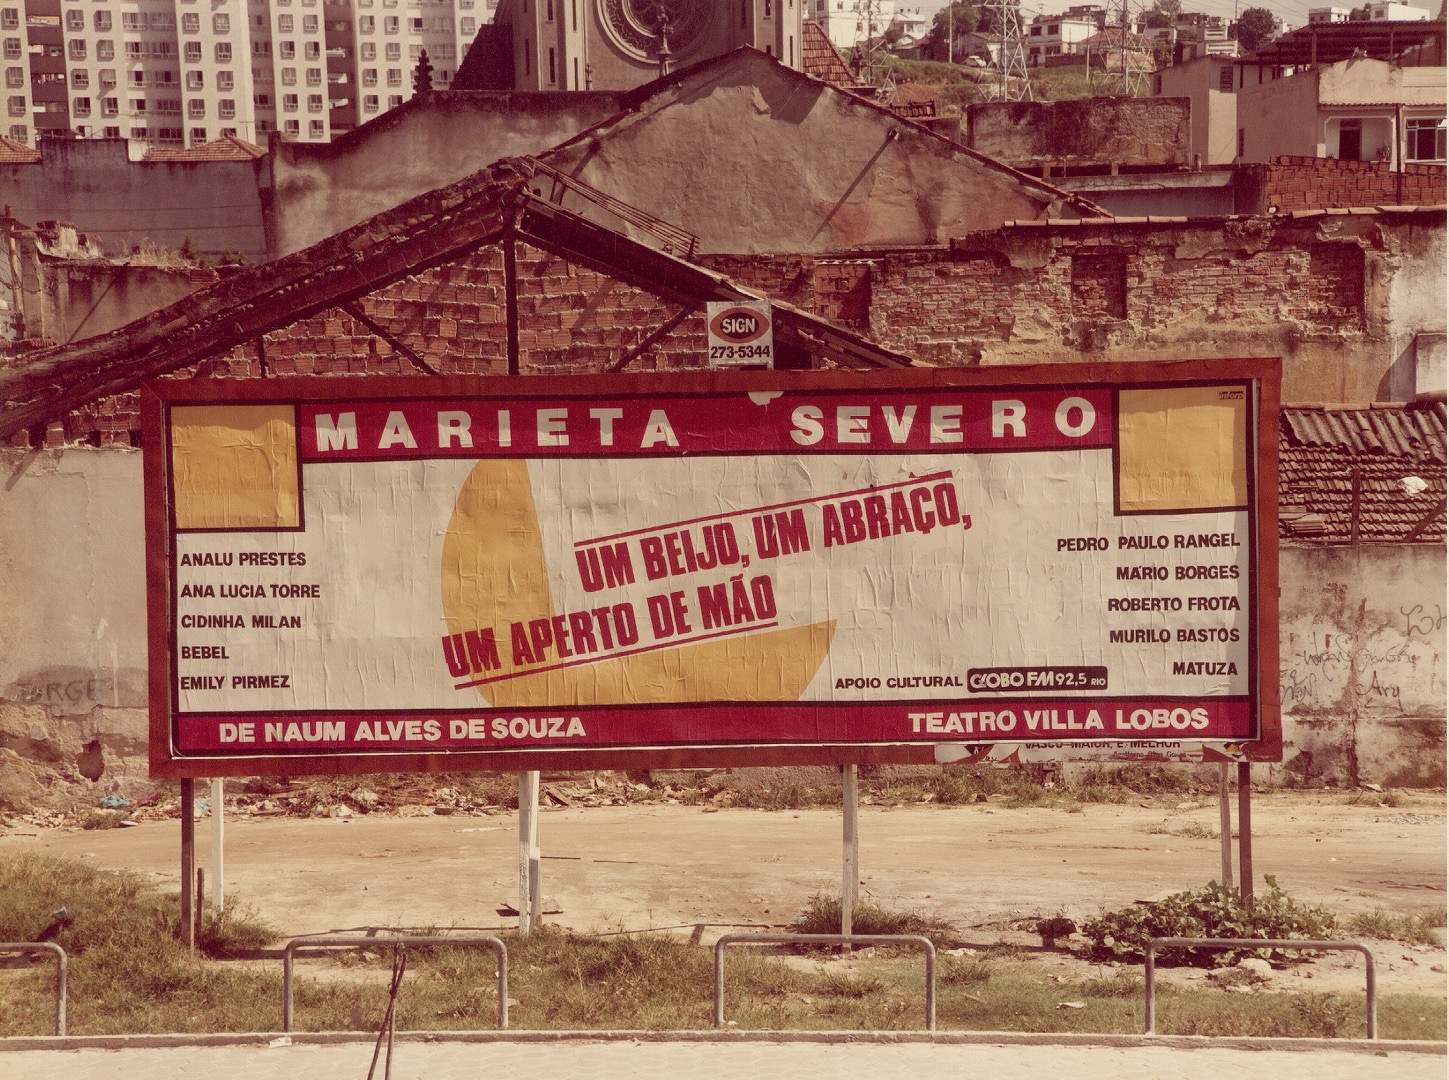 SIGN
273-5344
MARIETA SEVERO
UM BEIJO, UM ABRAÇO,
UM APERTO DE MÃO
ANALU PRESTES
ANA LUCIA TORRE
CIDINHA MILAN
BEBEL
EMILY PIRMEZ
PEDRO PAULO RANGEL
MARIO BORGES
ROBERTO FROTA
MURILO BASTOS
MATUZA
APOIO CULTURAL GLOBO FM 92,5 RIO
DE NAUM ALVES DE SOUZA
TEATRO VILLA LOBOS
VASCO-MAIOR, E MELHOR